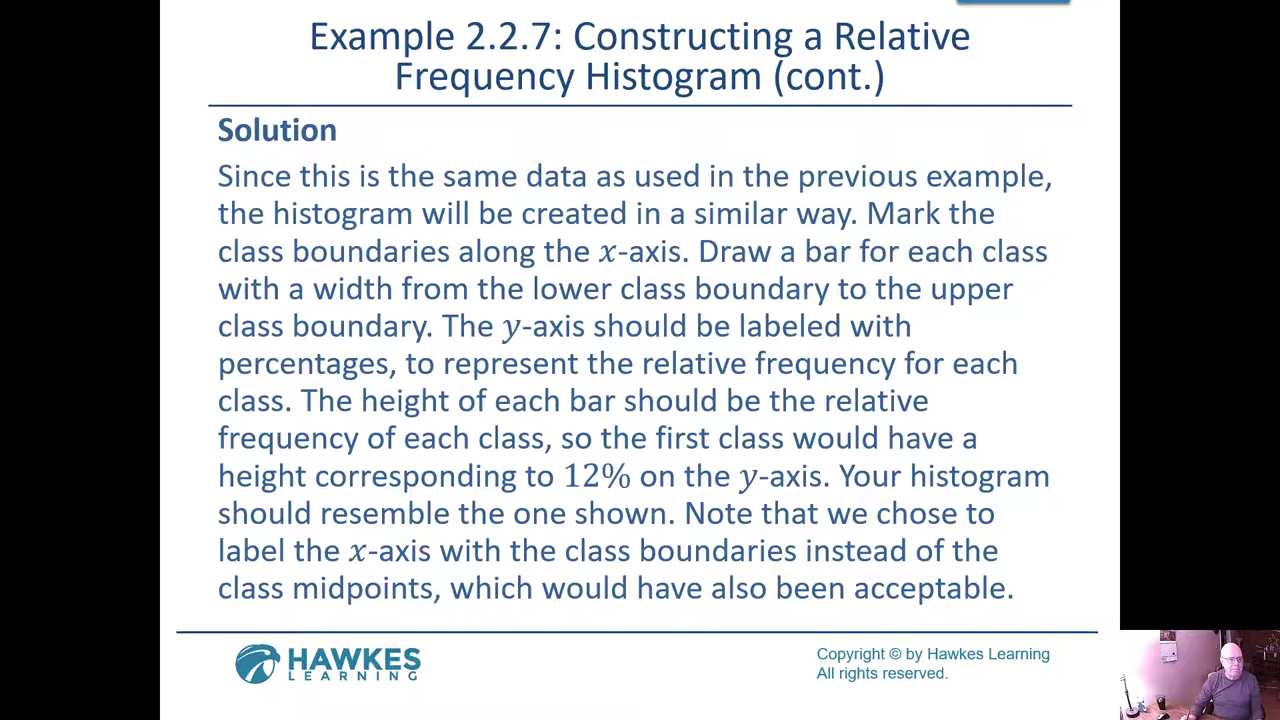 Example 2.2.7: Constructing a Relative
Frequency Histogram (cont.)
Solution
Since this is the same data as used in the previous example,
the histogram will be created in a similar way. Mark the
class boundaries along the x-axis. Draw a bar for each class
with a width from the lower class boundary to the upper
class boundary. The y-axis should be labeled with
percentages, to represent the relative frequency for each
class. The height of each bar should be the relative
frequency of each class, so the first class would have a
height corresponding to 12% on the y-axis. Your histogram
should resemble the one shown. Note that we chose to
label the x-axis with the class boundaries instead of the
class midpoints, which would have also been acceptable.
HAWKES
LEARNING
Copyright © by Hawkes Learning
All rights reserved.